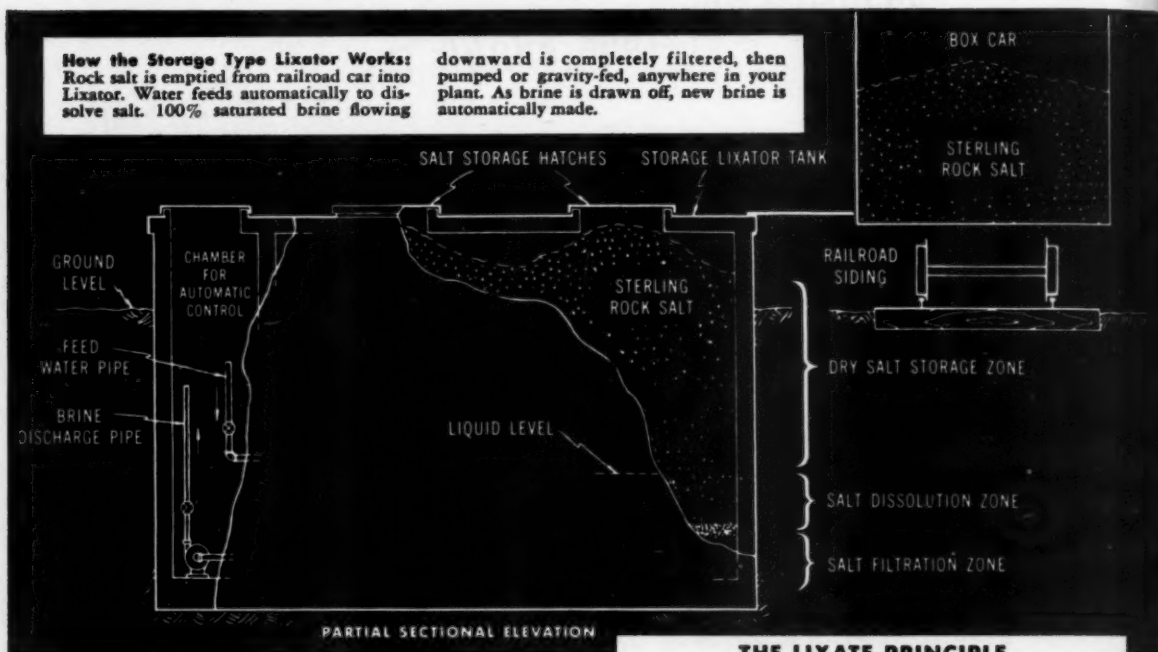 How the Storage Type Lixator Works:
Rock salt is emptied from railroad car into
Lixator. Water feeds automatically to dis-
solve salt. 100% saturated brine flowing
downward is completely filtered, then
pumped or gravity-fed, anywhere in your
plant. As brine is drawn off, new brine is
automatically made.
BOX CAR
STERLING
ROCK SALT
SALT STORAGE HATCHES
STORAGE LIXATOR TANK
GROUND
LEVEL
CHAMBER
FOR
AUTOMATIC
CONTROL
STERLING
ROCK SALT
RAILROAD
SIDING
FEED
WATER PIPE
DRY SALT STORAGE ZONE
BRINE
DISCHARGE PIPE
LIQUID LEVEL
SALT DISSOLUTION ZONE
SALT FILTRATION ZONE
PARTIAL SECTIONAL ELEVATION
THE LIXATE PRINCIPLE